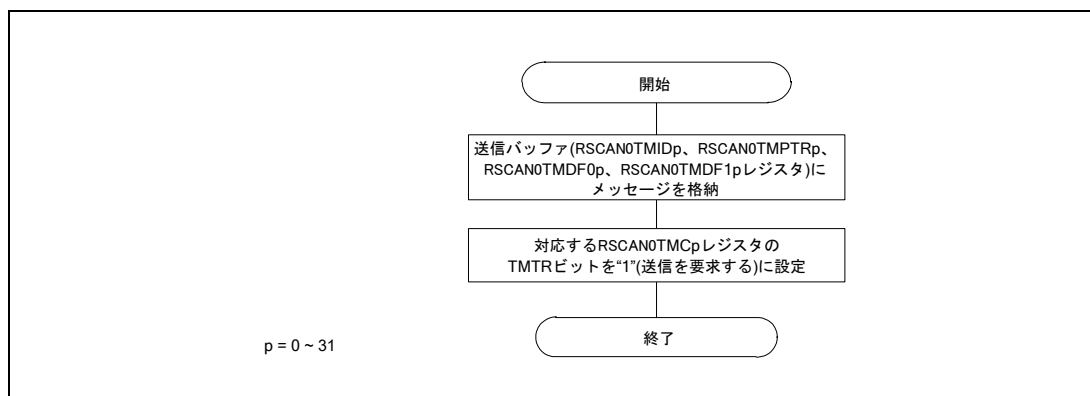 開始
送信バッファ(RSCAN0TMIDp、RSCAN0TMPTRp、
RSCAN0TMDF0p、RSCAN0TMDF1pレジスタ)に
メッセージを格納
対応するRSCAN0TMCpレジスタの
TMTRビットを“1”(送信を要求する)に設定
終了
p = 0 ~ 31